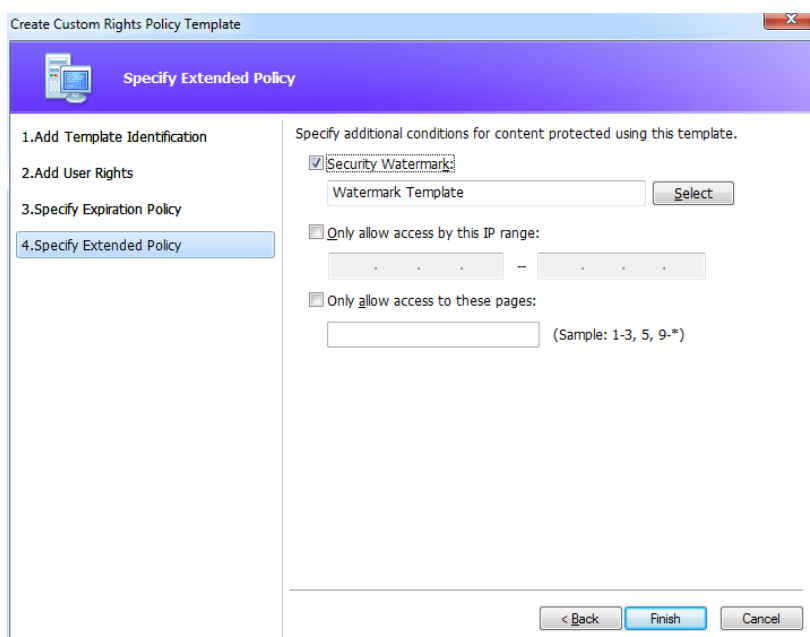 Create Custom Rights Policy Template
Specify Extended Policy
1.Add Template Identification
2.Add User Rights
3.Specify Expiration Policy
4.Specify Extended Policy
Specify additional conditions for content protected using this template.
Security Watermark:
Watermark Template
Select
Only allow access by this IP range:
. . . -- . . .
Only allow access to these pages:
(Sample: 1-3, 5, 9-*)
< Back Finish Cancel